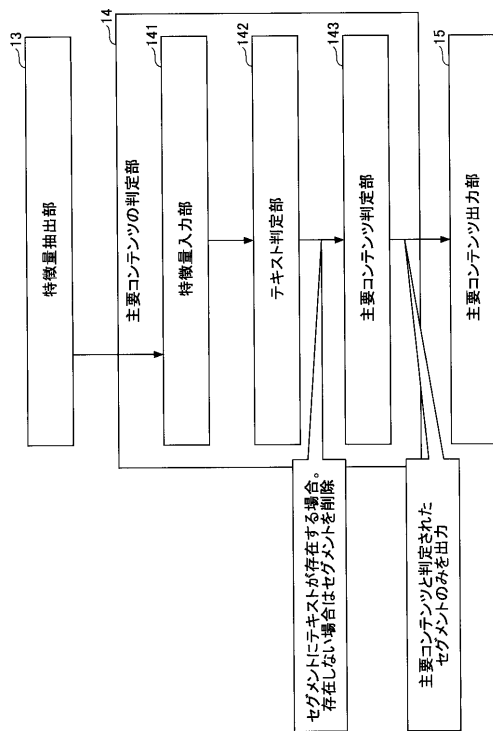 13
特徴量抽出部
14
主要コンテンツの判定部
141
特徴量入力部
142
テキスト判定部
セグメントにテキストが存在する場合。
存在しない場合はセグメントを削除
143
主要コンテンツ判定部
主要コンテンツと判定された
セグメントのみを出力
15
主要コンテンツ出力部